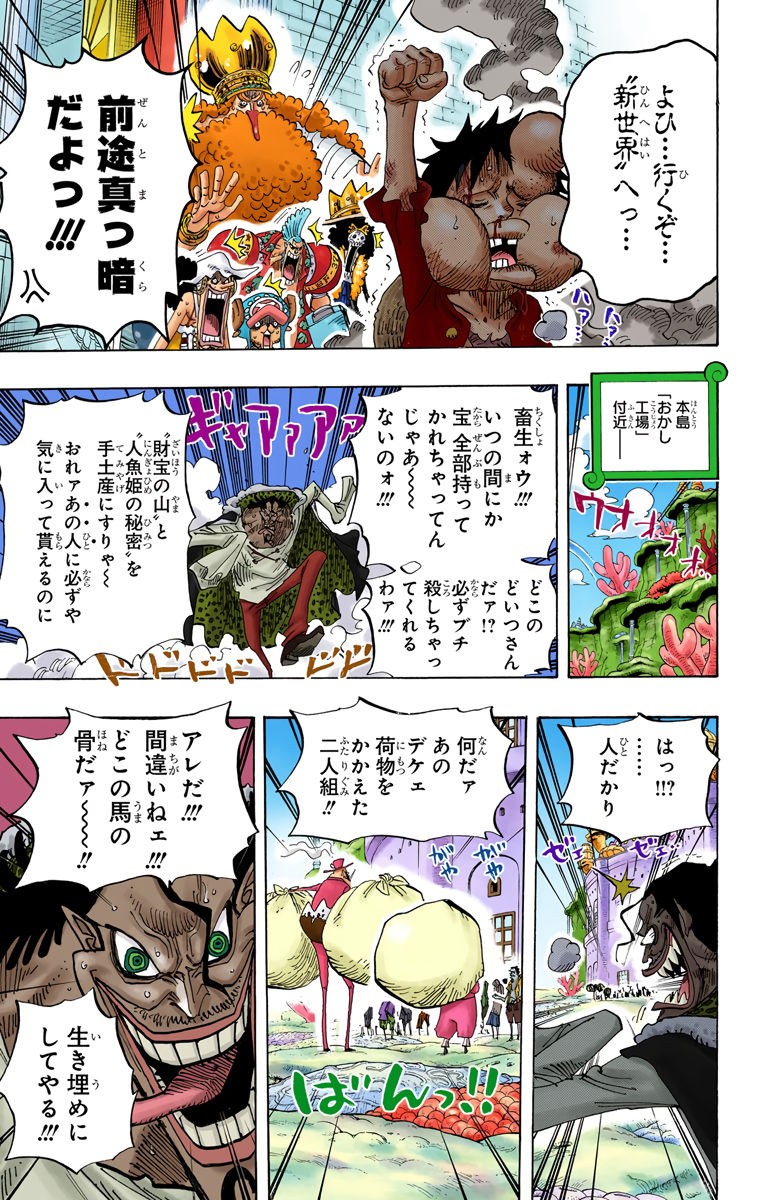 よひ…行くぞ…
〝新世界〟へっ…
ハァ…
ハァ…
前途真っ暗
だよっ!!!
本島
「おかし
工場」
付近──
ウオオオオ…
畜生ォウ!!!
いつの間にか
宝全部持って
かれちゃってん
じゃあ〜〜
ないのォ!!!
どこの
どいつさん
だァ!?
必ずブチ
殺しちゃっ
てくれる
わァ!!!
ギャアァアァ
〝財宝の山〟と
〝人魚姫の秘密〟を
手土産にすりゃ〜〜
おれァあの人に必ずや
気に入って貰えるのに
ドドドドド
ドドド
はっ!!?
……
人だかり
ゼェ…
ゼェ…
何だァ
あの
デケェ
荷物を
かかえた
二人組!!
がや
がや
ばんっ!!
アレだ!!!
間違いねェ!!!
どこの馬の
骨だァ〜〜〜!!
生き埋めに
してやる!!!